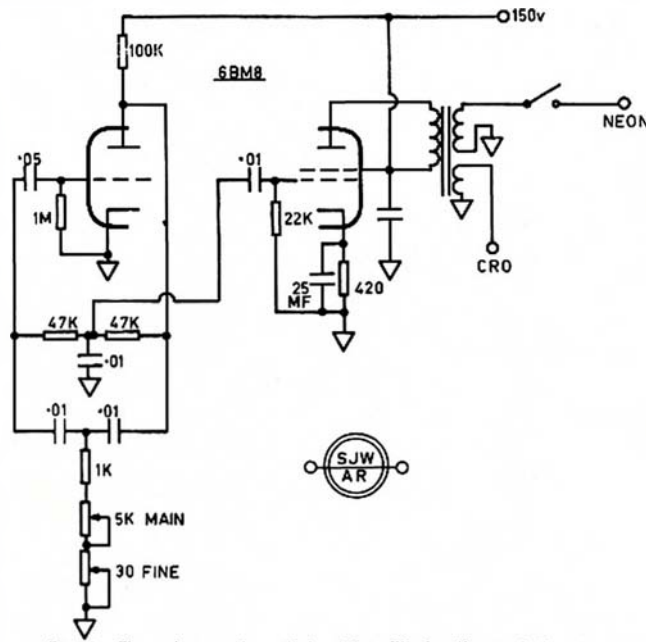 150v
100K
6BM8
NEON
·05
·01
1M
22K
CRO
25
MF
420
47K
47K
·01
·01
·01
1K
SJW
AR
5K MAIN
30 FINE